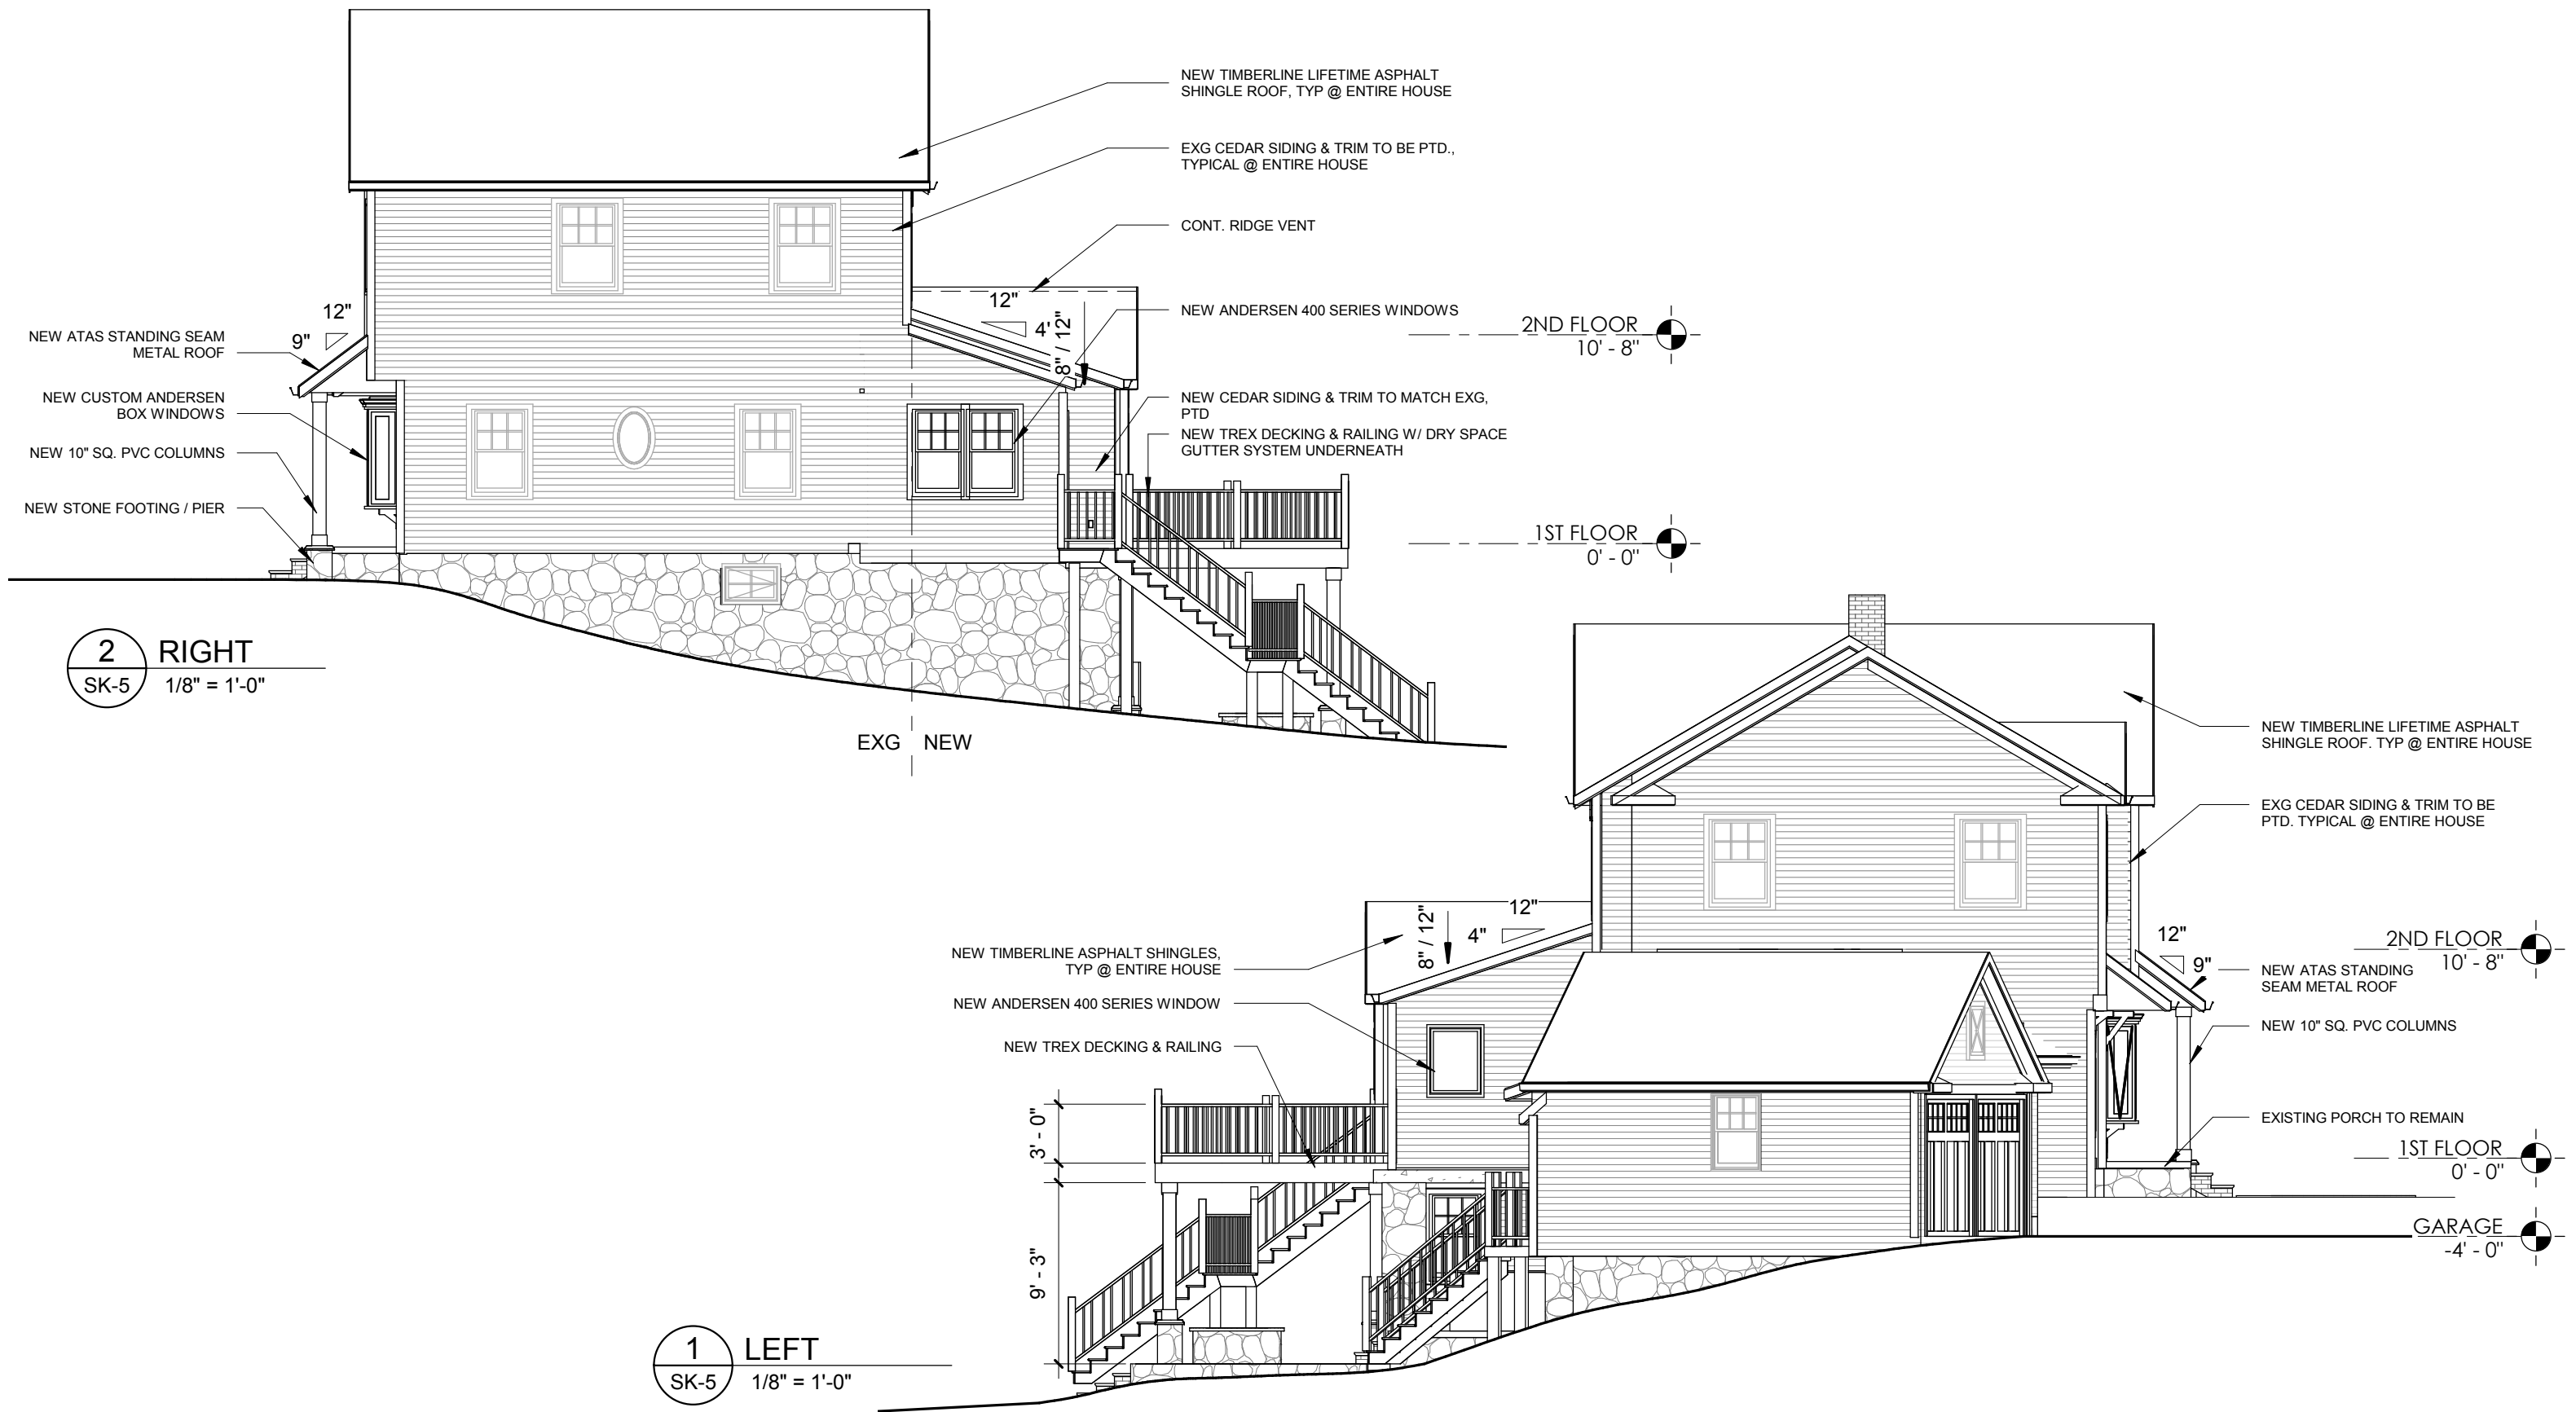 NEW TIMBERLINE LIFETIME ASPHALT
SHINGLE ROOF, TYP @ ENTIRE HOUSE
EXG CEDAR SIDING & TRIM TO BE PTD.,
TYPICAL @ ENTIRE HOUSE
CONT. RIDGE VENT
12"
4'
8" / 12"
NEW ANDERSEN 400 SERIES WINDOWS
2ND FLOOR
10' - 8"
12"
9"
NEW ATAS STANDING SEAM
METAL ROOF
NEW CUSTOM ANDERSEN
BOX WINDOWS
NEW 10" SQ. PVC COLUMNS
NEW STONE FOOTING / PIER
NEW CEDAR SIDING & TRIM TO MATCH EXG,
PTD
NEW TREX DECKING & RAILING W/ DRY SPACE
GUTTER SYSTEM UNDERNEATH
1ST FLOOR
0' - 0"
2
SK-5
RIGHT
1/8" = 1'-0"
EXG
NEW
NEW TIMBERLINE LIFETIME ASPHALT
SHINGLE ROOF. TYP @ ENTIRE HOUSE
EXG CEDAR SIDING & TRIM TO BE
PTD. TYPICAL @ ENTIRE HOUSE
12"
4"
8" / 12"
NEW TIMBERLINE ASPHALT SHINGLES,
TYP @ ENTIRE HOUSE
NEW ANDERSEN 400 SERIES WINDOW
NEW TREX DECKING & RAILING
12"
9"
2ND FLOOR
10' - 8"
NEW ATAS STANDING
SEAM METAL ROOF
NEW 10" SQ. PVC COLUMNS
EXISTING PORCH TO REMAIN
1ST FLOOR
0' - 0"
GARAGE
-4' - 0"
3' - 0"
9' - 3"
1
SK-5
LEFT
1/8" = 1'-0"